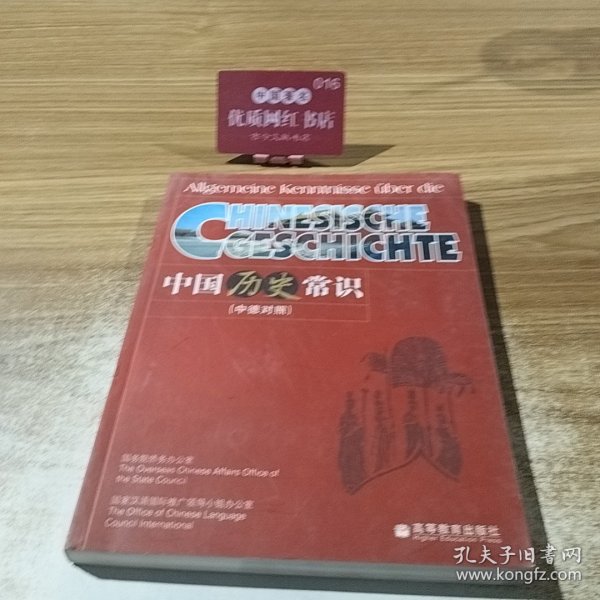 016
中国书店
优质网红书店
Allgemeine Kenntnisse über die
CHINESISCHE
GESCHICHTE
中国历史常识
(中德对照)
国务院侨务办公室
The Overseas Chinese Affairs Office of
the State Council
国家汉语国际推广领导小组办公室
The Office of Chinese Language
Council International
高等教育出版社
Higher Education Press
孔夫子旧书网
www.kongfz.com